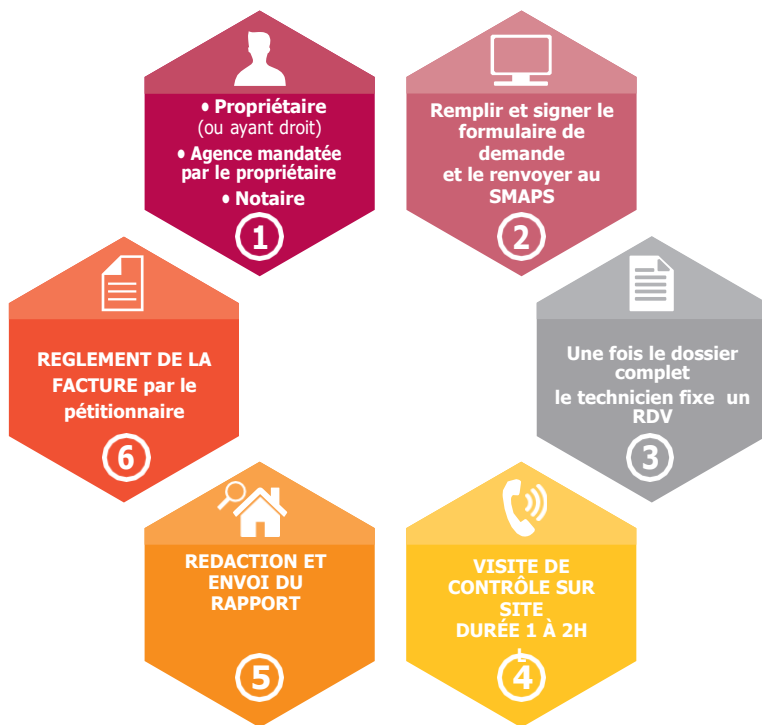 • Propriétaire
(ou ayant droit)
• Agence mandatée
par le propriétaire
• Notaire
1
Remplir et signer le
formulaire de
demande
et le renvoyer au
SMAPS
2
Une fois le dossier
complet
le technicien fixe un
RDV
3
VISITE DE
CONTRÔLE SUR
SITE
DURÉE 1 À 2H
4
REDACTION ET
ENVOI DU
RAPPORT
5
REGLEMENT DE LA
FACTURE par le
pétitionnaire
6